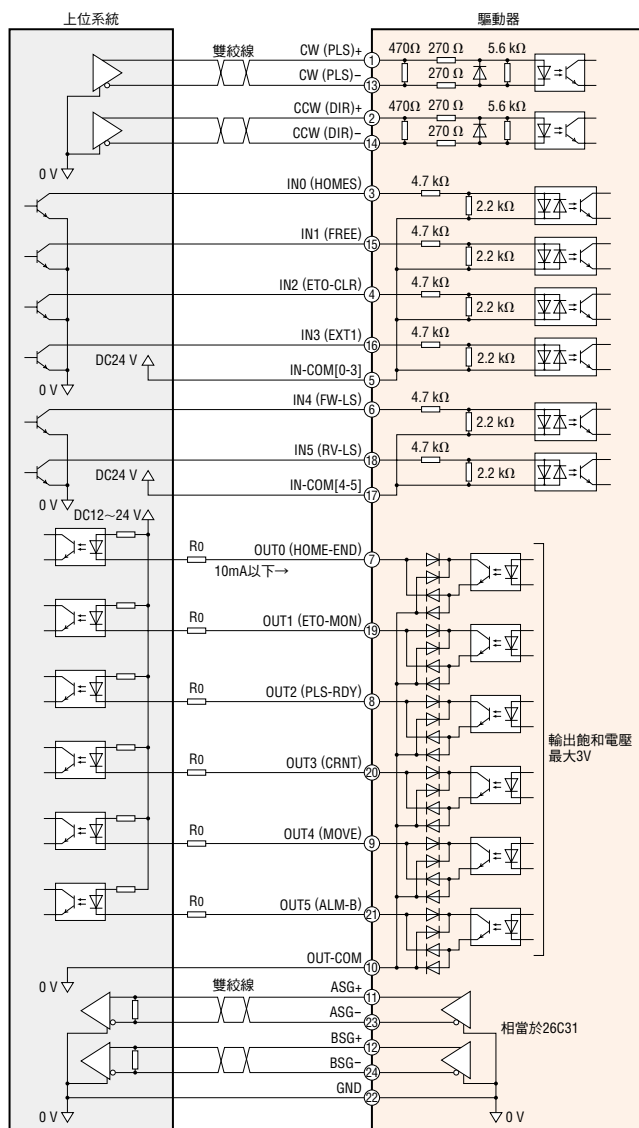 上位系統
驅動器
雙絞線
CW (PLS)+
1
470Ω
270 Ω
5.6 kΩ
CW (PLS)−
13
270 Ω
CCW (DIR)+
2
470Ω
270 Ω
5.6 kΩ
CCW (DIR)−
14
270 Ω
0 V
IN0 (HOMES)
3
4.7 kΩ
2.2 kΩ
IN1 (FREE)
15
4.7 kΩ
2.2 kΩ
IN2 (ETO-CLR)
4
4.7 kΩ
2.2 kΩ
IN3 (EXT1)
16
4.7 kΩ
2.2 kΩ
DC24 V
IN-COM[0-3]
5
0 V
IN4 (FW-LS)
6
4.7 kΩ
2.2 kΩ
IN5 (RV-LS)
18
4.7 kΩ
2.2 kΩ
DC24 V
IN-COM[4-5]
17
0 V
DC12～24 V
R0
OUT0 (HOME-END)
7
10mA以下→
R0
OUT1 (ETO-MON)
19
R0
OUT2 (PLS-RDY)
8
輸出飽和電壓
最大3V
R0
OUT3 (CRNT)
20
R0
OUT4 (MOVE)
9
R0
OUT5 (ALM-B)
21
OUT-COM
10
0 V
雙絞線
ASG+
11
ASG−
23
相當於26C31
BSG+
12
BSG−
24
GND
22
0 V
0 V